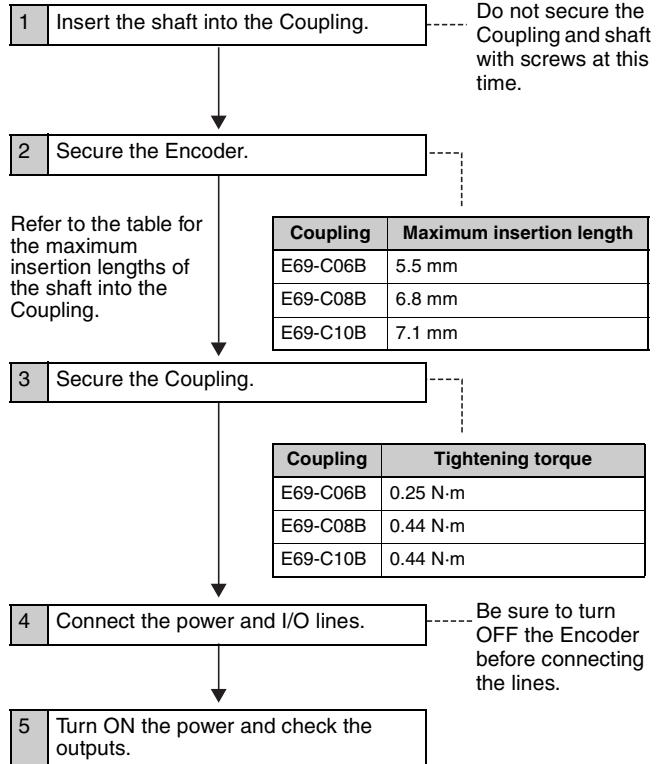 1 Insert the shaft into the Coupling.
Do not secure the
Coupling and shaft
with screws at this
time.
2 Secure the Encoder.
Refer to the table for
the maximum
insertion lengths of
the shaft into the
Coupling.
Coupling Maximum insertion length
E69-C06B 5.5 mm
E69-C08B 6.8 mm
E69-C10B 7.1 mm
3 Secure the Coupling.
Coupling Tightening torque
E69-C06B 0.25 N·m
E69-C08B 0.44 N·m
E69-C10B 0.44 N·m
4 Connect the power and I/O lines.
Be sure to turn
OFF the Encoder
before connecting
the lines.
5 Turn ON the power and check the
outputs.